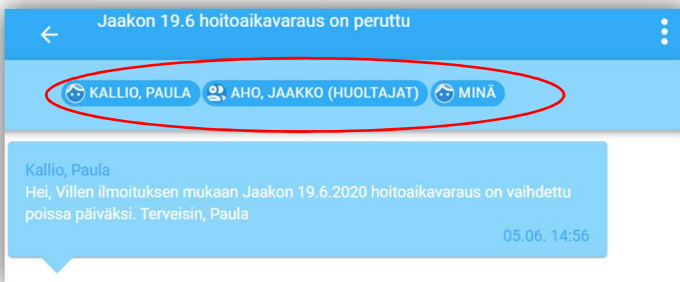 Jaakon 19.6 hoitoaikavaraus on peruttu
KALLIO, PAULA AHO, JAAKKO (HUOLTAJAT) MINÄ
Kallio, Paula
Hei, Villen ilmoituksen mukaan Jaakon 19.6.2020 hoitoaikavaraus on vaihdettu
poissa päiväksi. Terveisin, Paula
05.06. 14:56